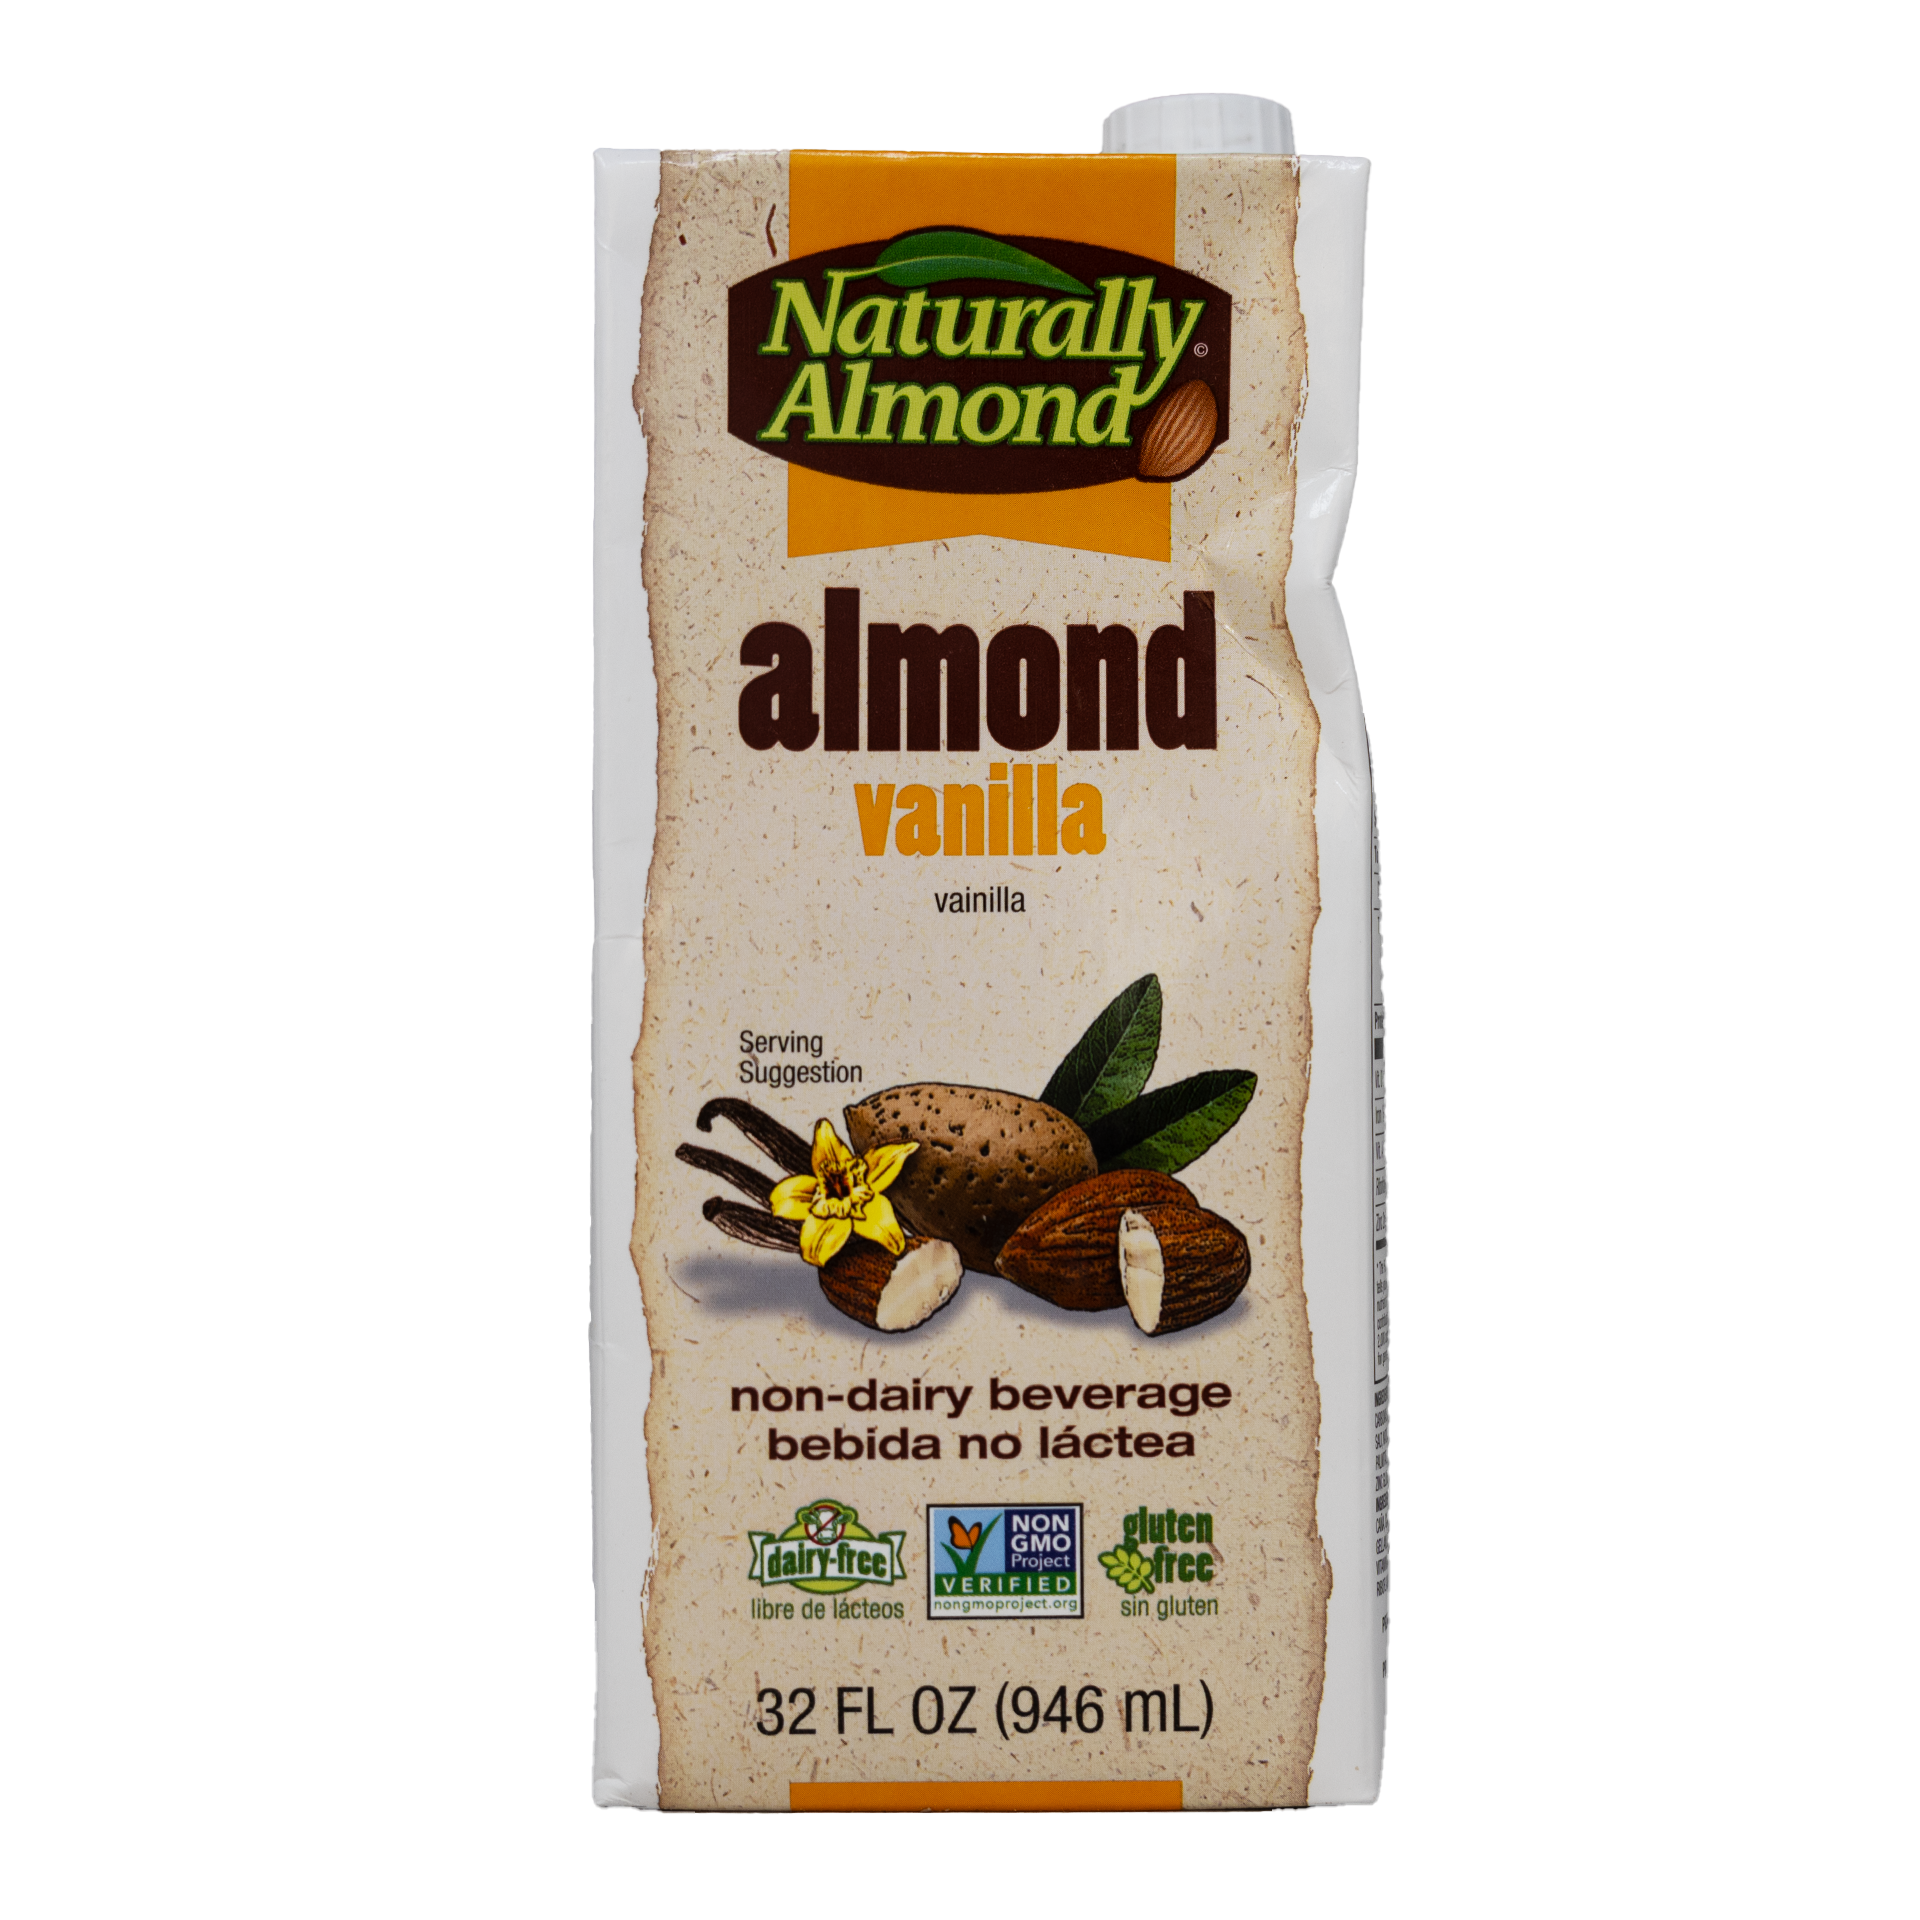 Naturally
Almond
©
almond
vanilla
vainilla
Serving
Suggestion
non-dairy beverage
bebida no láctea
dairy-free
libre de lácteos
NON
GMO
Project
VERIFIED
nongmoproject.org
gluten
free
sin gluten
32 FL OZ (946 mL)